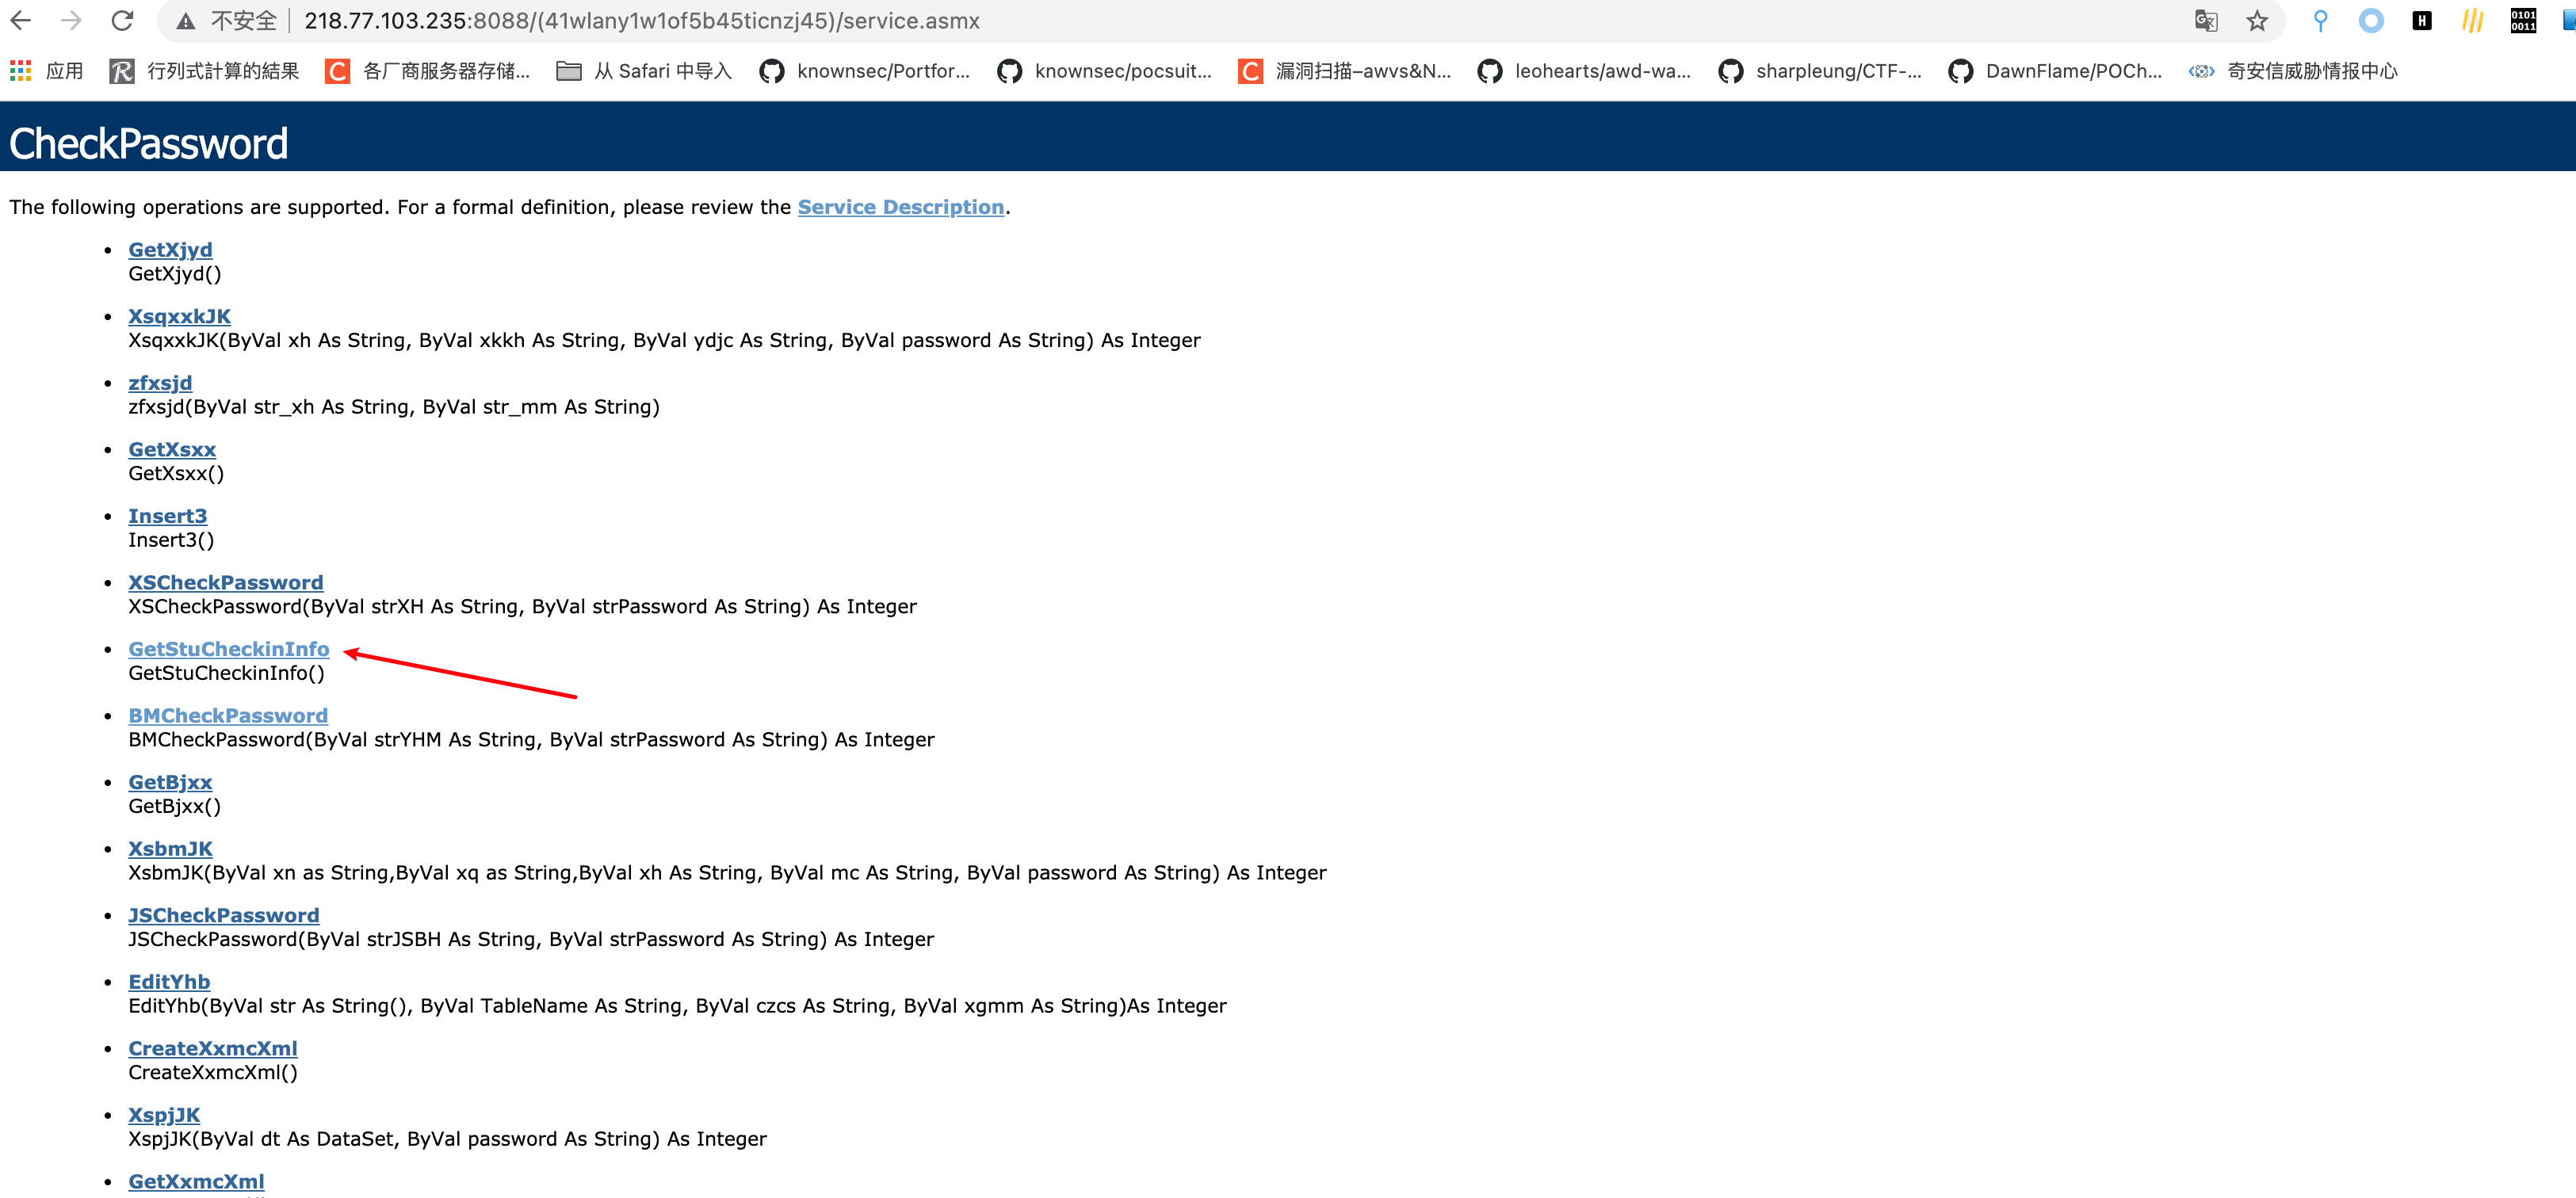 不安全 218.77.103.235:8088/(41wlany1w1of5b45ticnzj45)/service.asmx
应用 行列式計算的結果 各厂商服务器存储... 从 Safari 中导入 knownsec/Portfor... knownsec/pocsuit... 漏洞扫描–awvs&N... leohearts/awd-wa... sharpleung/CTF-... DawnFlame/POCh... 奇安信威胁情报中心
CheckPassword
The following operations are supported. For a formal definition, please review the Service Description.
• GetXjyd
GetXjyd()
• XsqxxkJK
XsqxxkJK(ByVal xh As String, ByVal xkkh As String, ByVal ydjc As String, ByVal password As String) As Integer
• zfxsjd
zfxsjd(ByVal str_xh As String, ByVal str_mm As String)
• GetXsxx
GetXsxx()
• Insert3
Insert3()
• XSCheckPassword
XSCheckPassword(ByVal strXH As String, ByVal strPassword As String) As Integer
• GetStuCheckinInfo
GetStuCheckinInfo()
• BMCheckPassword
BMCheckPassword(ByVal strYHM As String, ByVal strPassword As String) As Integer
• GetBjxx
GetBjxx()
• XsbmJK
XsbmJK(ByVal xn as String,ByVal xq as String,ByVal xh As String, ByVal mc As String, ByVal password As String) As Integer
• JSCheckPassword
JSCheckPassword(ByVal strJSBH As String, ByVal strPassword As String) As Integer
• EditYhb
EditYhb(ByVal str As String(), ByVal TableName As String, ByVal czcs As String, ByVal xgmm As String)As Integer
• CreateXxmcXml
CreateXxmcXml()
• XspjJK
XspjJK(ByVal dt As DataSet, ByVal password As String) As Integer
• GetXxmcXml